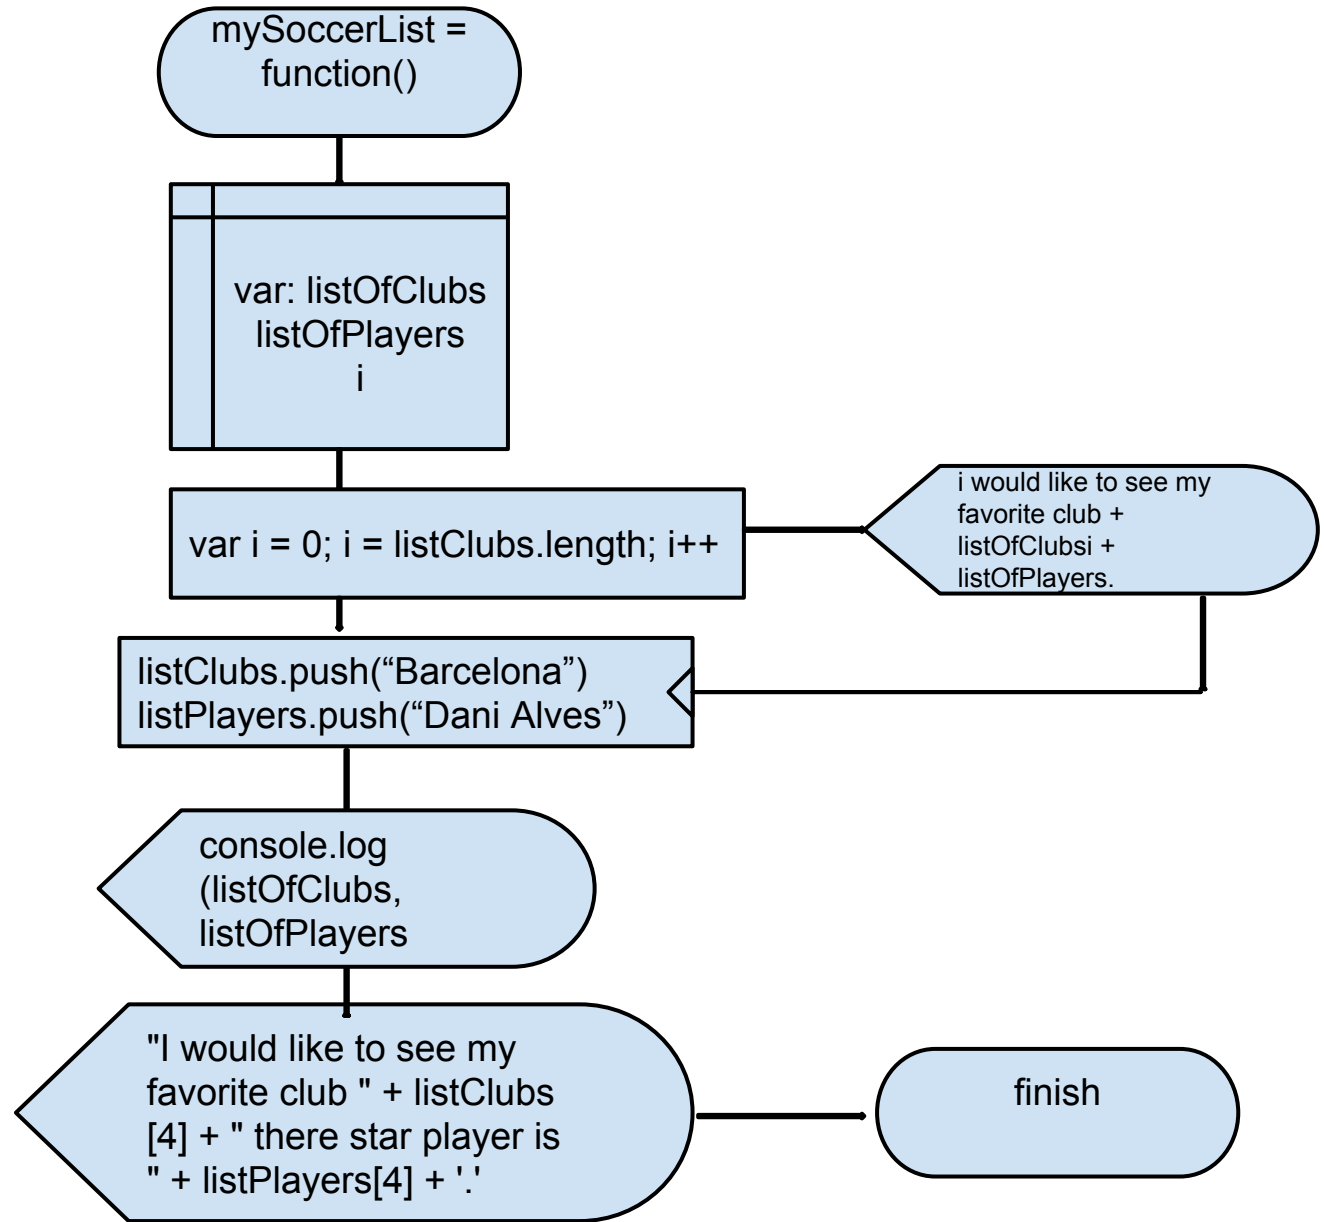 mySoccerList =
function()
var: listOfClubs
listOfPlayers
i
var i = 0; i = listClubs.length; i++
i would like to see my
favorite club +
listOfClubsi +
listOfPlayers.
listClubs.push(“Barcelona”)
listPlayers.push(“Dani Alves”)
console.log
(listOfClubs,
listOfPlayers
"I would like to see my
favorite club " + listClubs
[4] + " there star player is
" + listPlayers[4] + '.'
finish